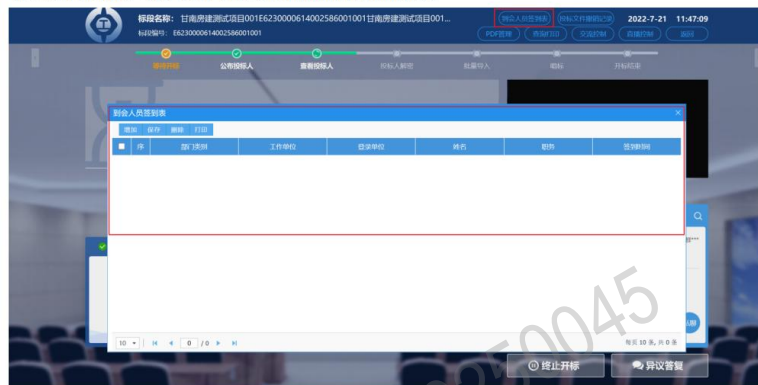 标段名称： 甘南房建测试项目001E6230000614002586001001甘南房建测试项目001...
到会人员签到表 投标文件撤销记录 2022-7-21 11:47:09
标段编号: E6230000614002586001001
PDF管理 查询打印 交流控制 直播控制 返回
等待开标 公布投标人 查看投标人 投标人解密 批量导入 唱标 开标结束
到会人员签到表
增加 保存 删除 打印
序 部门类别 工作单位 登录单位 姓名 职务 签到时间
10 0 / 0 每页 10 条, 共 0 条
终止开标 异议答复